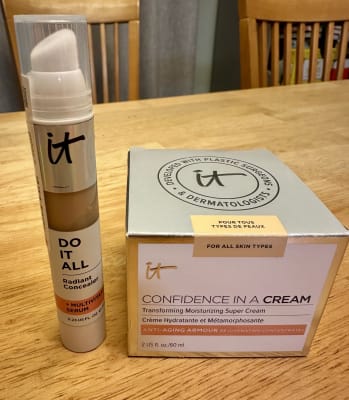 it
DO
IT
ALL
Radiant
Concealer
SERUM
DEVELOPED WITH PLASTIC SURGEONS
it
& DERMATOLOGISTS
POUR TOUS
TYPES DE PEAUX
FOR ALL SKIN TYPES
it
CONFIDENCE IN A CREAM
Transforming Moisturizing Super Cream
Crème Hydratante et Métamorphosante
ANTI-AGING ARMOUR
2 US fl. oz/60 ml